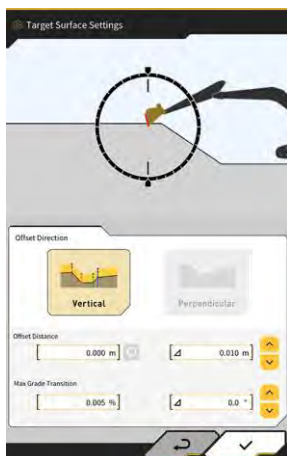 Target Surface Settings
Offset Direction
Vertical
Perpendicular
Offset Distance
[ 0.000 m] [⊿ 0.010 m]
Max Grade Transition
[ 0.005 %] [⊿ 0.0 °]